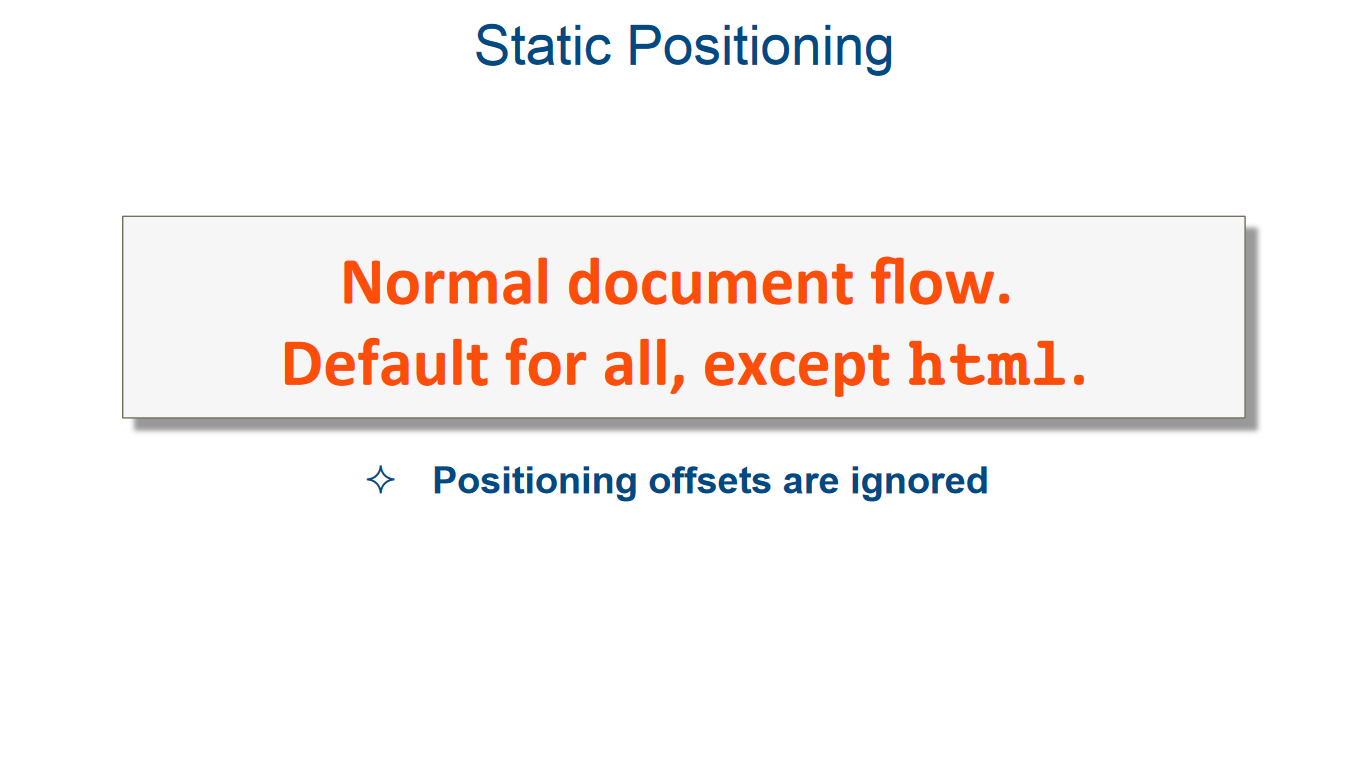 Static Positioning
Normal document flow.
Default for all, except html.
✧ Positioning offsets are ignored